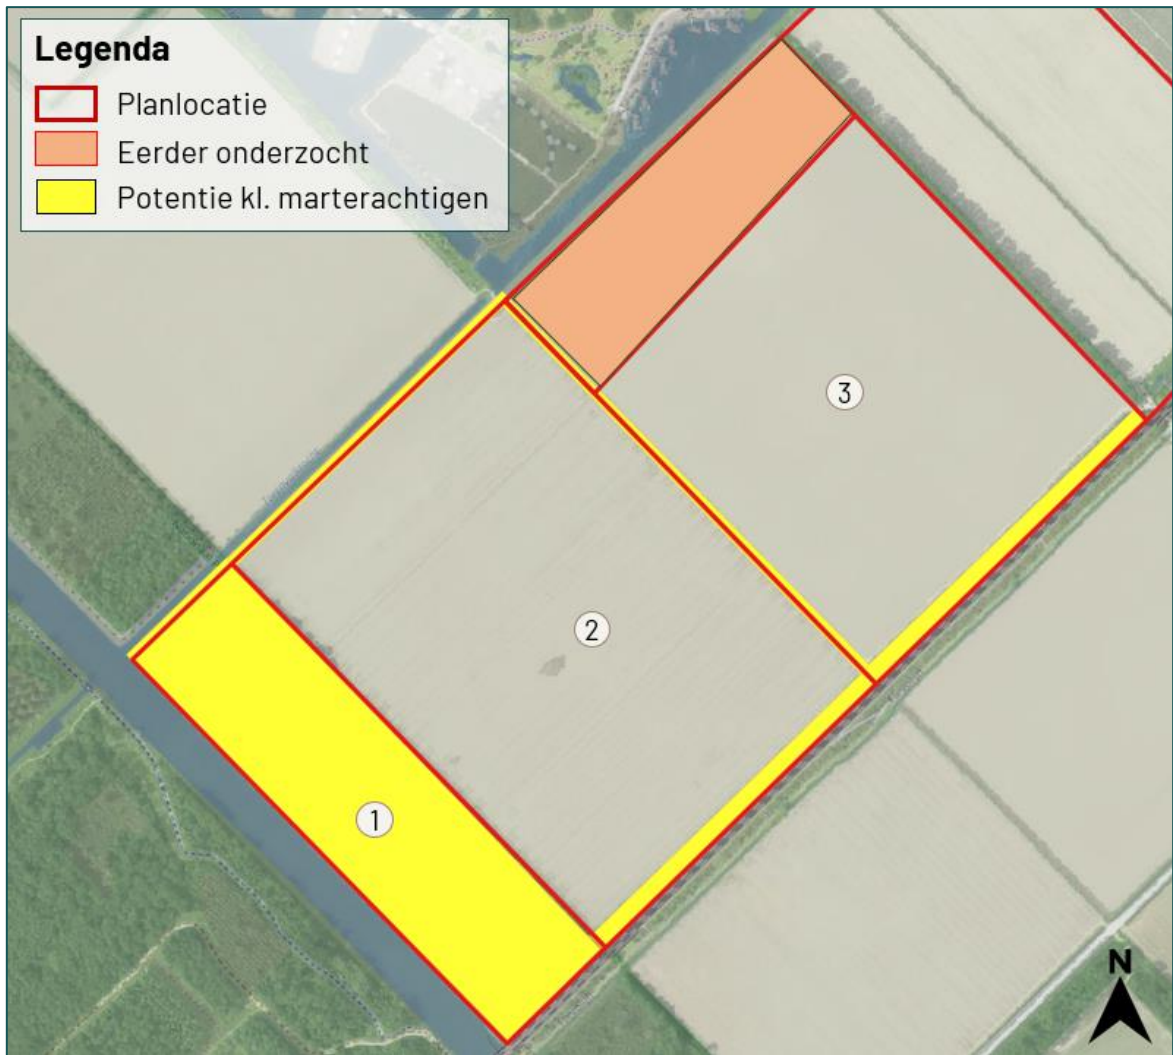 Legenda
Planlocatie
Eerder onderzocht
Potentie kl. marterachtigen
3
2
1
N